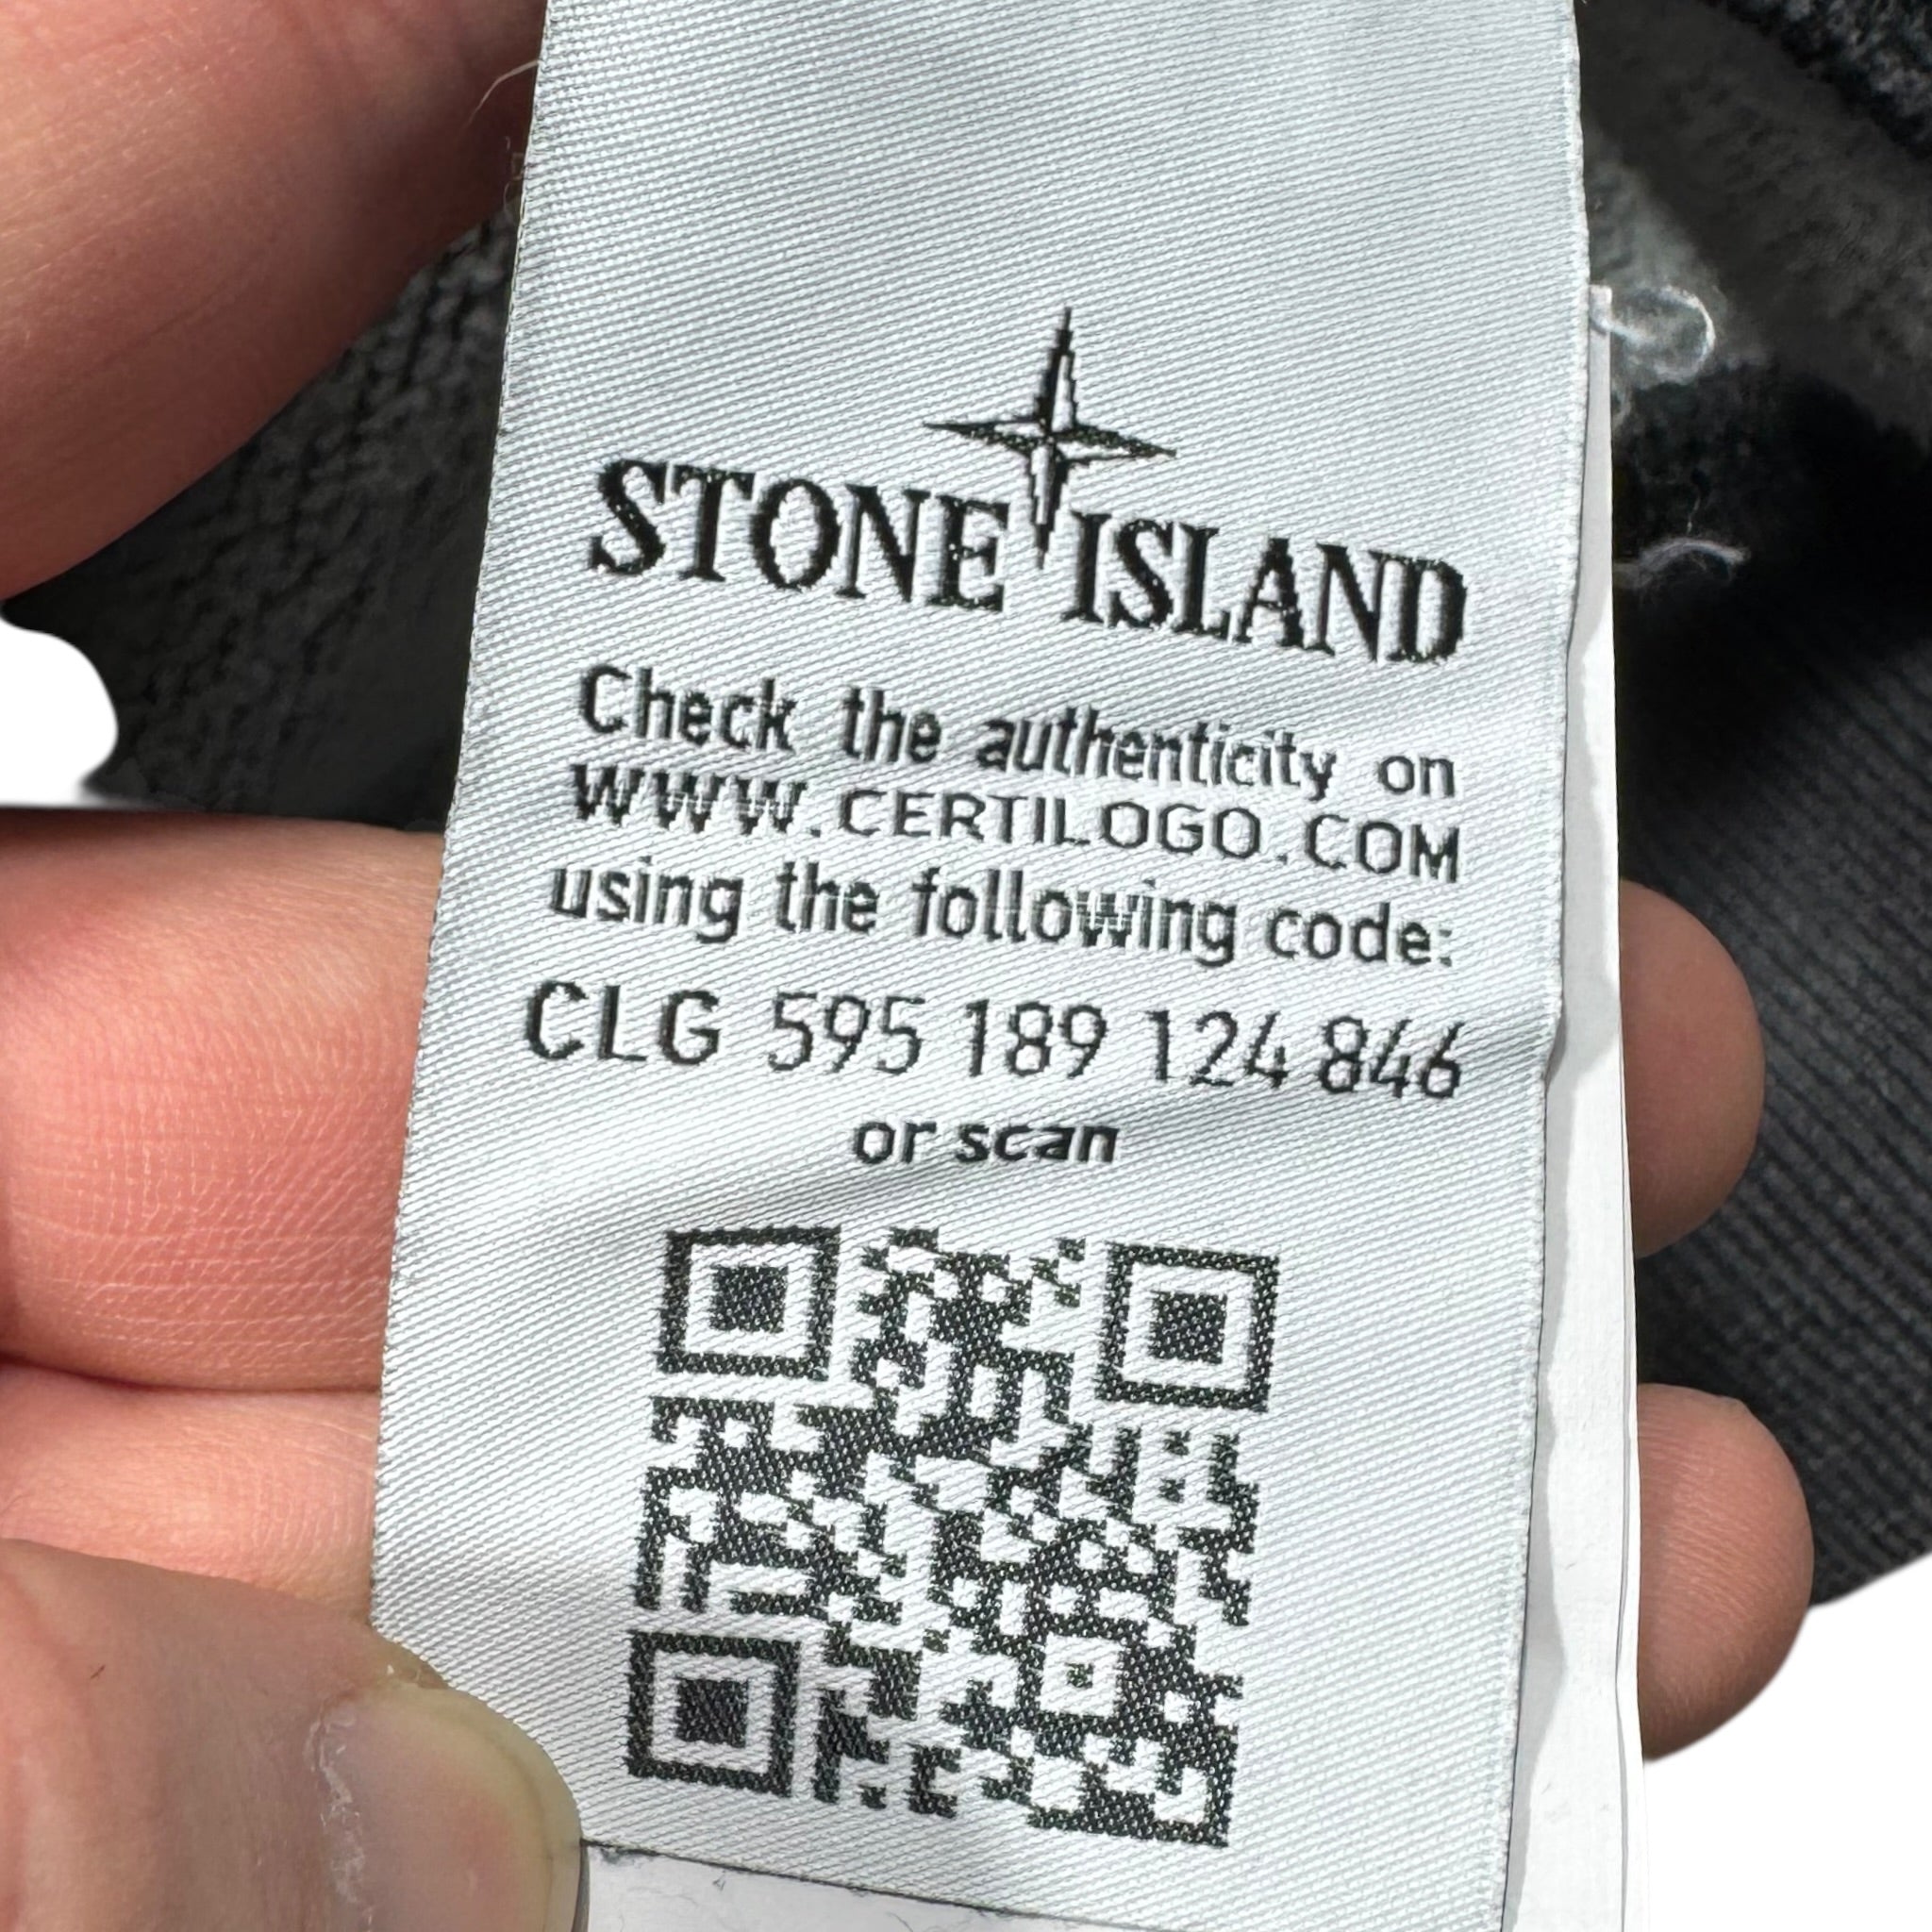 STONE ISLAND
Check the authenticity on
WWW.CERTILOGO.COM
using the following code:
CLG 595 189 124 846
or scan